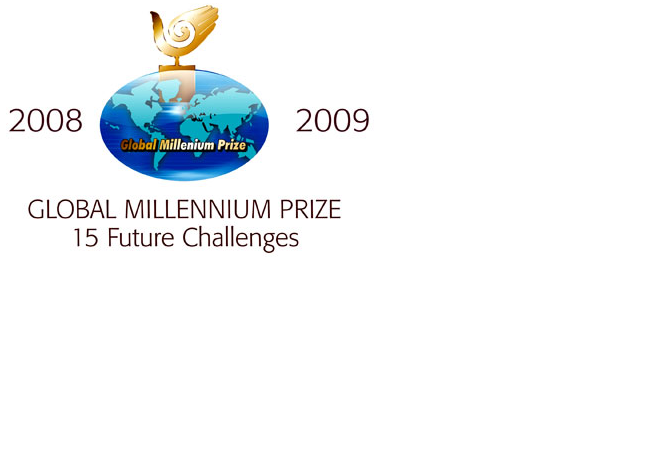 2008
2009
Global Millenium Prize
GLOBAL MILLENNIUM PRIZE
15 Future Challenges